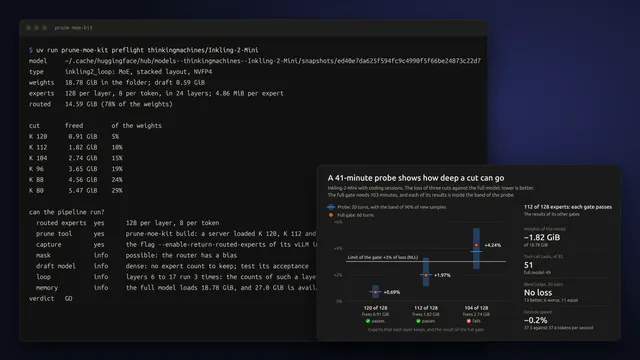 prune-moe-kit
$ uv run prune-moe-kit preflight thinkingmachines/Inkling-2-Mini
model ~/.cache/huggingface/hub/models--thinkingmachines--Inkling-2-Mini/snapshots/ed40e7da625f594fc9c4990f5f66be24873c22d7
type inkling2_loop: MoE, stacked layout, NVFP4
weights 18.78 GiB in the folder; draft 0.59 GiB
experts 128 per layer, 8 per token, in 24 layers; 4.86 MiB per expert
routed 14.59 GiB (78% of the weights)
cut freed of the weights
K 120 0.91 GiB 5%
K 112 1.82 GiB 10%
K 104 2.74 GiB 15%
K 96 3.65 GiB 19%
K 88 4.56 GiB 24%
K 80 5.47 GiB 29%
can the pipeline run?
routed experts yes 128 per layer, 8 per token
prune tool yes prune-moe-kit build: a server loaded K 120, K 112 and
capture yes the flag --enable-return-routed-experts of its vLLM in
mask info possible: the router has a bias
draft model info dense: no expert count to keep; test its acceptance
loop info layers 6 to 17 run 3 times: the counts of such a laye
memory info the full model loads 18.78 GiB, and 27.0 GiB is avail
verdict GO
A 41-minute probe shows how deep a cut can go
Inkling-2-Mini with coding sessions. The loss of three cuts against the full model: lower is better.
The full gate needs 103 minutes, and each of its results is inside the band of the probe.
Probe: 20 turns, with the band of 90% of new samples
Full gate: 60 turns
+6%
+4%
+2%
0%
Limit of the gate: +3% of loss (NLL)
+0.69%
+1.97%
+4.24%
120 of 128
frees 0.91 GiB
passes
112 of 128
frees 1.82 GiB
passes
104 of 128
frees 2.74 GiB
fails
Experts that each layer keeps, and the result of the full gate
112 of 128 experts: each gate passes
The results of its other gates
Weights of the model
−1.82 GiB
of 18.78 GiB
51
full model: 49
No loss
13 better, 6 worse, 11 equal
Decode speed
−0.2%
37.5 against 37.6 tokens per second